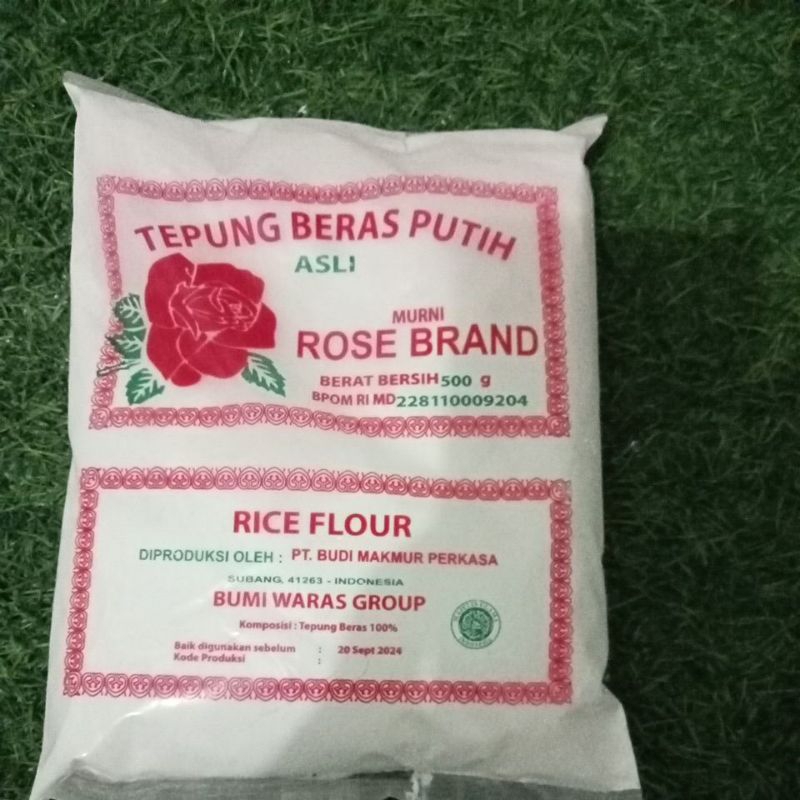 TEPUNG BERAS PUTIH
ASLI
MURNI
ROSE BRAND
BERAT BERSIH 500 g
BPOM RI MD 228110009204
RICE FLOUR
DIPRODUKSI OLEH : PT. BUDI MAKMUR PERKASA
SUBANG, 41263 - INDONESIA
BUMI WARAS GROUP
Komposisi : Tepung Beras 100%
Baik digunakan sebelum : 20 Sept 2024
Kode Produksi :